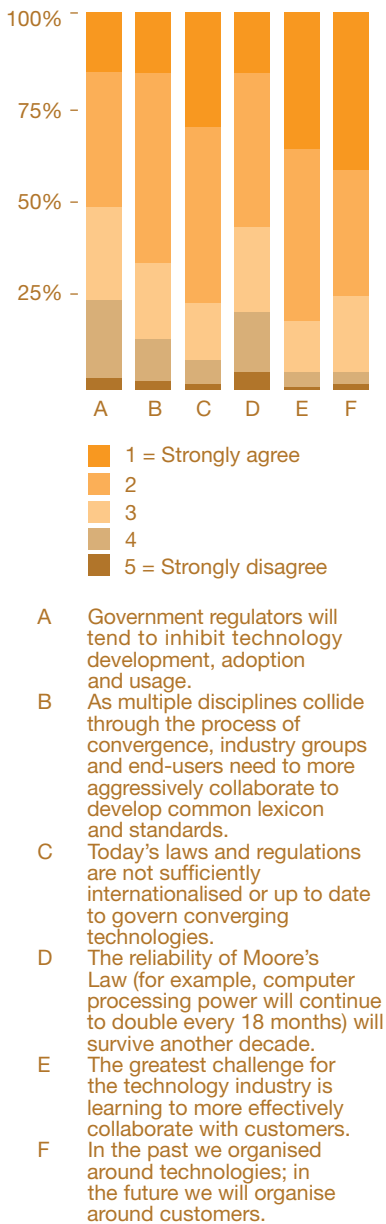 100%
75%
50%
25%
A B C D E F
1 = Strongly agree
2
3
4
5 = Strongly disagree
A Government regulators will
tend to inhibit technology
development, adoption
and usage.
B As multiple disciplines collide
through the process of
convergence, industry groups
and end-users need to more
aggressively collaborate to
develop common lexicon
and standards.
C Today's laws and regulations
are not sufficiently
internationalised or up to date
to govern converging
technologies.
D The reliability of Moore's
Law (for example, computer
processing power will continue
to double every 18 months) will
survive another decade.
E The greatest challenge for
the technology industry is
learning to more effectively
collaborate with customers.
F In the past we organised
around technologies; in
the future we will organise
around customers.